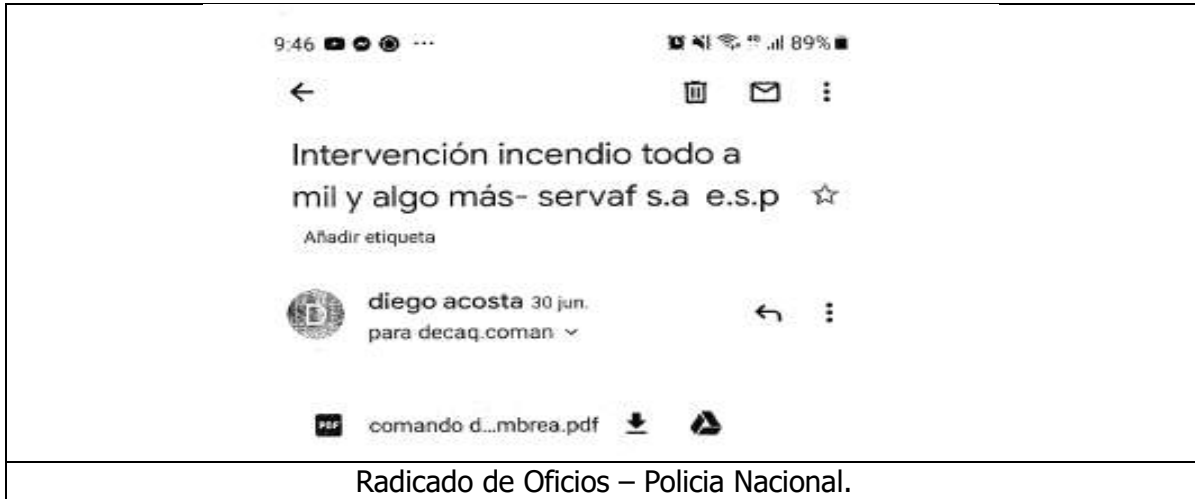 9:46 ...
89%
Intervención incendio todo a
mil y algo más- servaf s.a e.s.p
Añadir etiqueta
D
diego acosta 30 jun.
para decaq.coman
PDF comando d...mbrea.pdf
Radicado de Oficios – Policia Nacional.